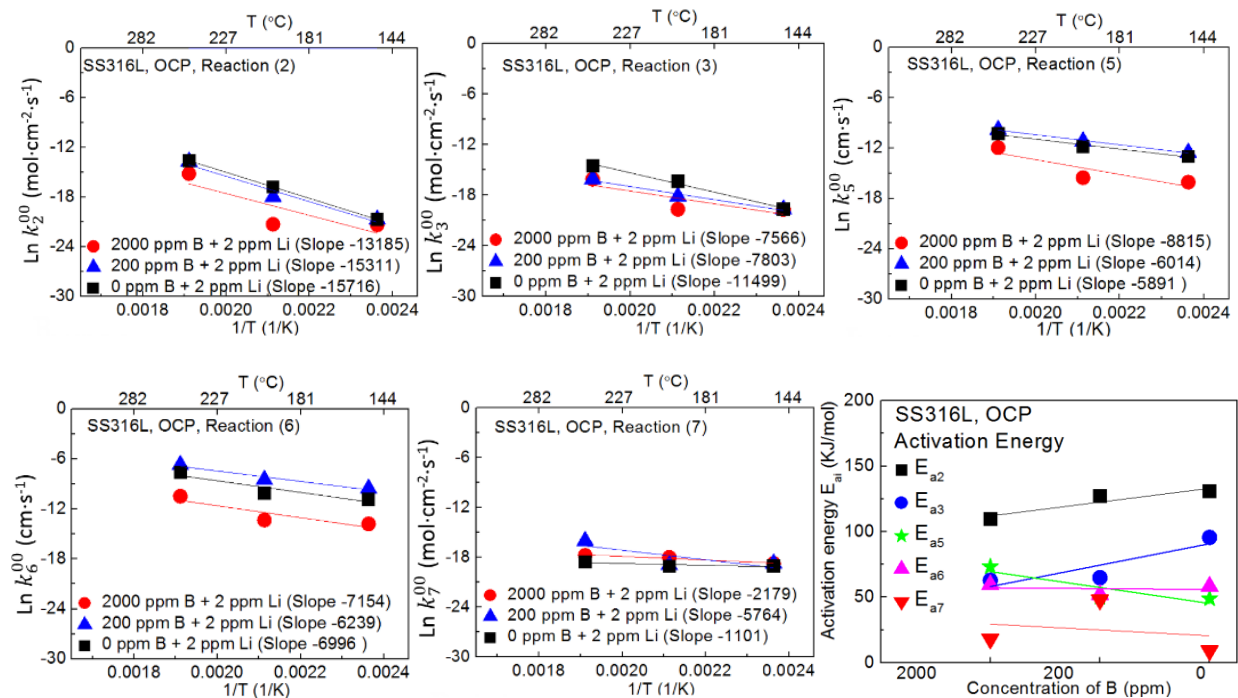 T (°C)
282 227 181 144
0
-6
-12
-18
-24
-30
Ln k₂⁰⁰ (mol·cm⁻²·s⁻¹)
SS316L, OCP, Reaction (2)
2000 ppm B + 2 ppm Li (Slope -13185)
200 ppm B + 2 ppm Li (Slope -15311)
0 ppm B + 2 ppm Li (Slope -15716)
0.0018 0.0020 0.0022 0.0024
1/T (1/K)
T (°C)
282 227 181 144
0
-6
-12
-18
-24
-30
Ln k₃⁰⁰ (mol·cm⁻²·s⁻¹)
SS316L, OCP, Reaction (3)
2000 ppm B + 2 ppm Li (Slope -7566)
200 ppm B + 2 ppm Li (Slope -7803)
0 ppm B + 2 ppm Li (Slope -11499)
0.0018 0.0020 0.0022 0.0024
1/T (1/K)
T (°C)
282 227 181 144
0
-6
-12
-18
-24
-30
Ln k₅⁰⁰ (cm·s⁻¹)
SS316L, OCP, Reaction (5)
2000 ppm B + 2 ppm Li (Slope -8815)
200 ppm B + 2 ppm Li (Slope -6014)
0 ppm B + 2 ppm Li (Slope -5891)
0.0018 0.0020 0.0022 0.0024
1/T (1/K)
T (°C)
282 227 181 144
0
-6
-12
-18
-24
-30
Ln k₆⁰⁰ (cm·s⁻¹)
SS316L, OCP, Reaction (6)
2000 ppm B + 2 ppm Li (Slope -7154)
200 ppm B + 2 ppm Li (Slope -6239)
0 ppm B + 2 ppm Li (Slope -6996)
0.0018 0.0020 0.0022 0.0024
1/T (1/K)
T (°C)
282 227 181 144
0
-6
-12
-18
-24
-30
Ln k₇⁰⁰ (mol·cm⁻²·s⁻¹)
SS316L, OCP, Reaction (7)
2000 ppm B + 2 ppm Li (Slope -2179)
200 ppm B + 2 ppm Li (Slope -5764)
0 ppm B + 2 ppm Li (Slope -1101)
0.0018 0.0020 0.0022 0.0024
1/T (1/K)
200
150
100
50
0
Activation energy Eₐᵢ (KJ/mol)
SS316L, OCP
Activation Energy
Eₐ₂
Eₐ₃
Eₐ₅
Eₐ₆
Eₐ₇
2000 200 0
Concentration of B (ppm)